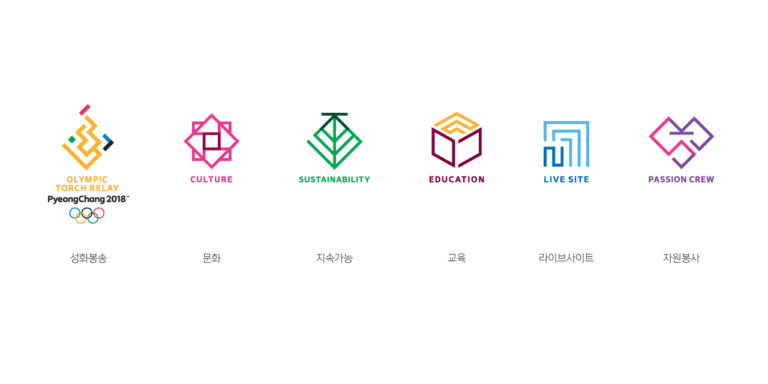 OLYMPIC
TORCH RELAY
PyeongChang 2018™
CULTURE
SUSTAINABILITY
EDUCATION
LIVE SITE
PASSION CREW
성화봉송
문화
지속가능
교육
라이브사이트
자원봉사